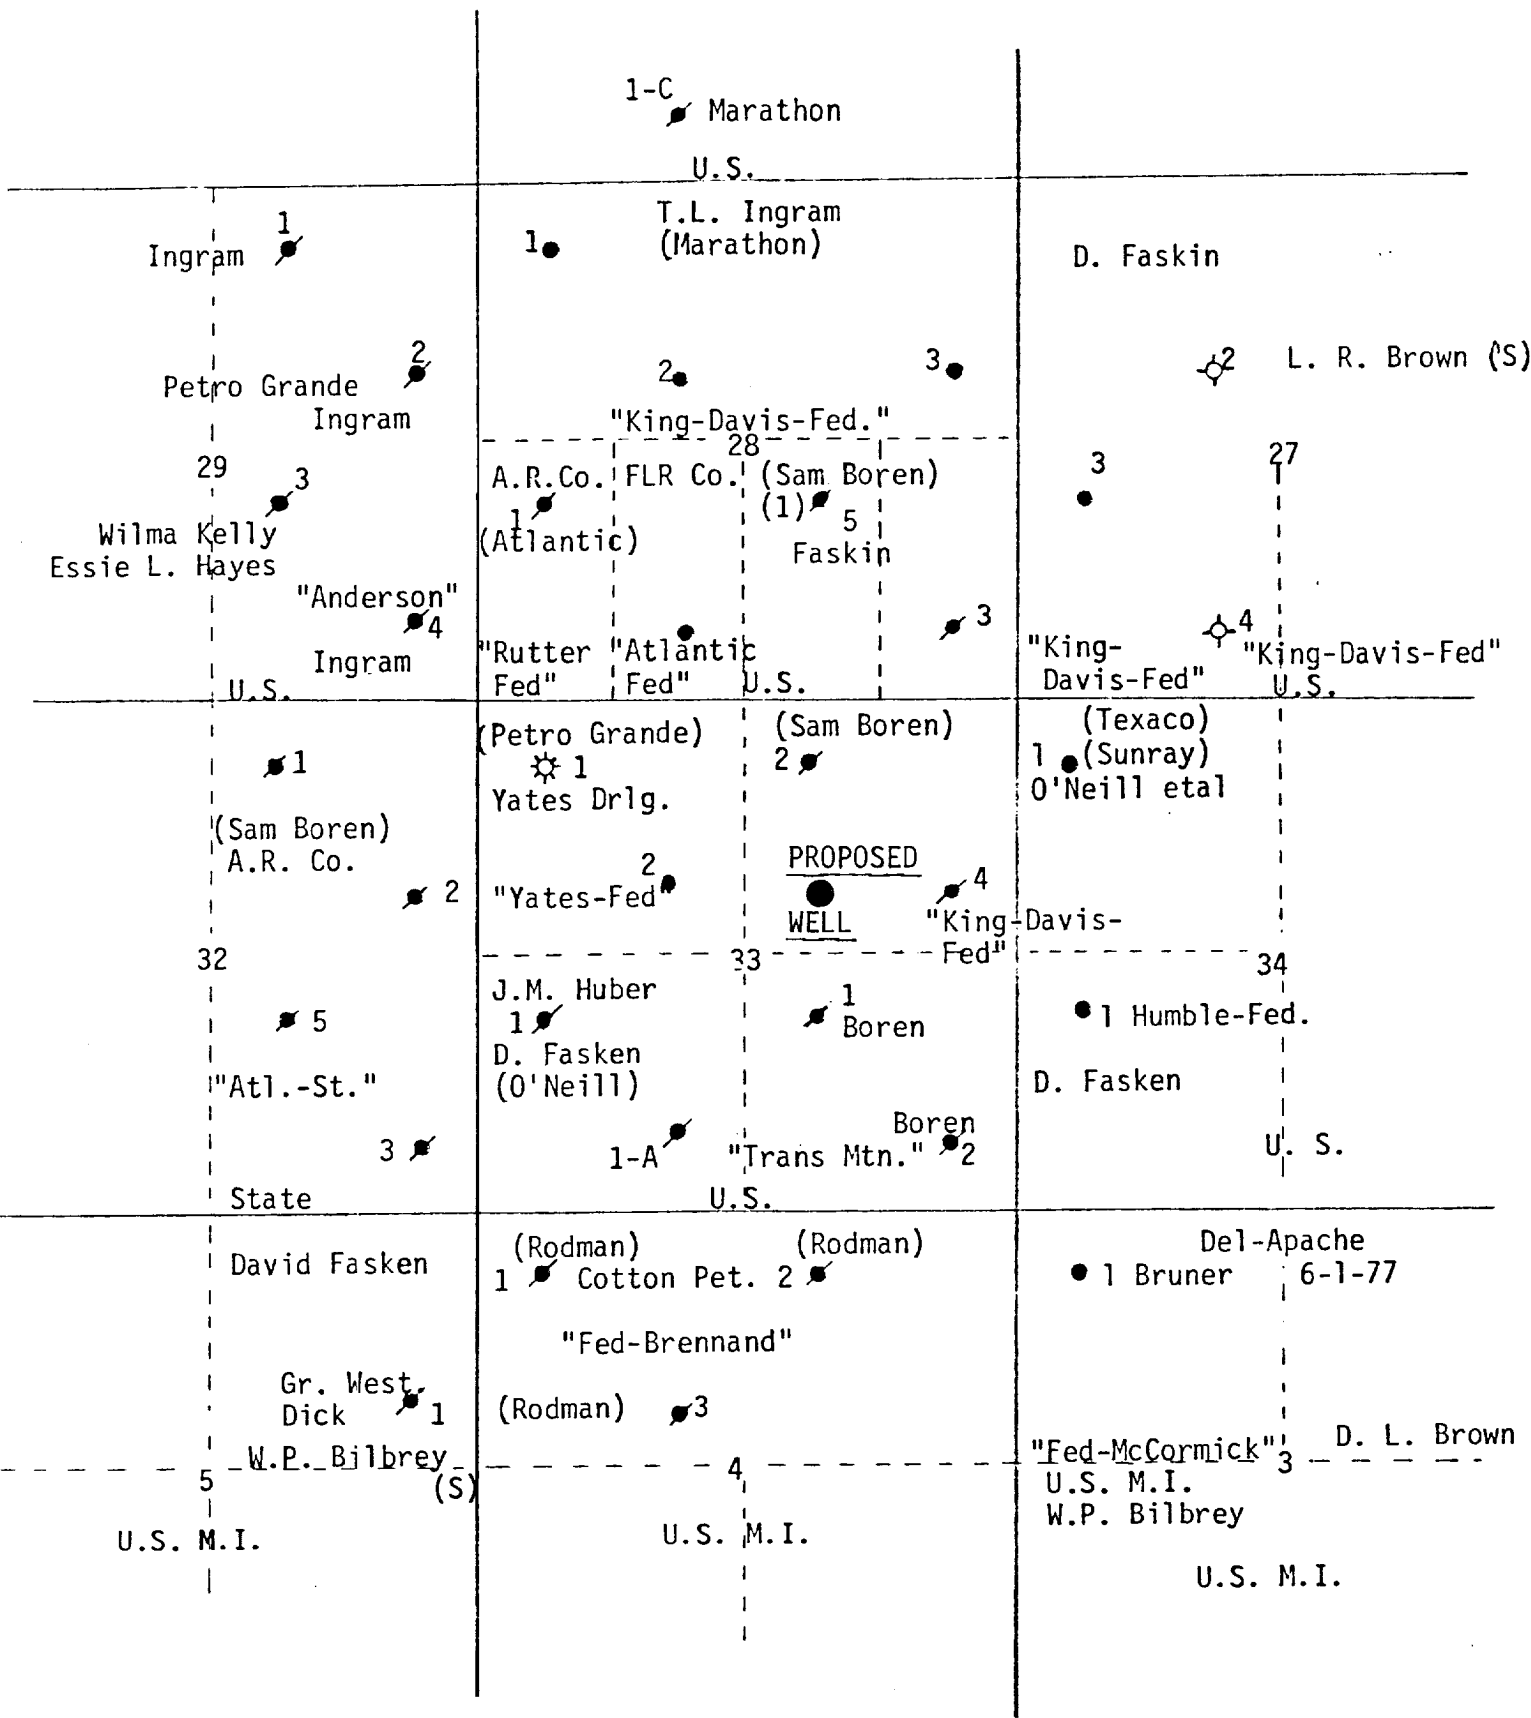 1-C
Marathon
U.S.
T.L. Ingram
(Marathon)
1
Ingram
1
D. Faskin
2
Petro Grande
Ingram
2
3
"King-Davis-Fed."
2
L. R. Brown (S)
29
3
Wilma Kelly
Essie L. Hayes
"Anderson"
4
Ingram
U.S.
28
A.R.Co.
1
(Atlantic)
"Rutter
Fed"
FLR Co.
"Atlantic
Fed"
(Sam Boren)
(1)
5
Faskin
3
U.S.
27
3
4
"King-
Davis-Fed"
"King-Davis-Fed"
U.S.
1
(Sam Boren)
A.R. Co.
2
(Petro Grande)
1
Yates Drlg.
2
"Yates-Fed"
(Sam Boren)
2
PROPOSED
WELL
4
"King-Davis-
Fed"
(Texaco)
1 (Sunray)
O'Neill etal
32
5
"Atl.-St."
3
State
33
J.M. Huber
1
D. Fasken
(O'Neill)
1-A
1
Boren
Boren
"Trans Mtn." 2
U.S.
34
1 Humble-Fed.
D. Fasken
U. S.
David Fasken
Gr. West.
Dick
1
W.P. Bilbrey
(S)
5
U.S. M.I.
(Rodman)
(Rodman)
1 Cotton Pet. 2
"Fed-Brennand"
(Rodman) 3
4
U.S. M.I.
Del-Apache
1 Bruner 6-1-77
D. L. Brown
"Fed-McCormick"
3
U.S. M.I.
W.P. Bilbrey
U.S. M.I.